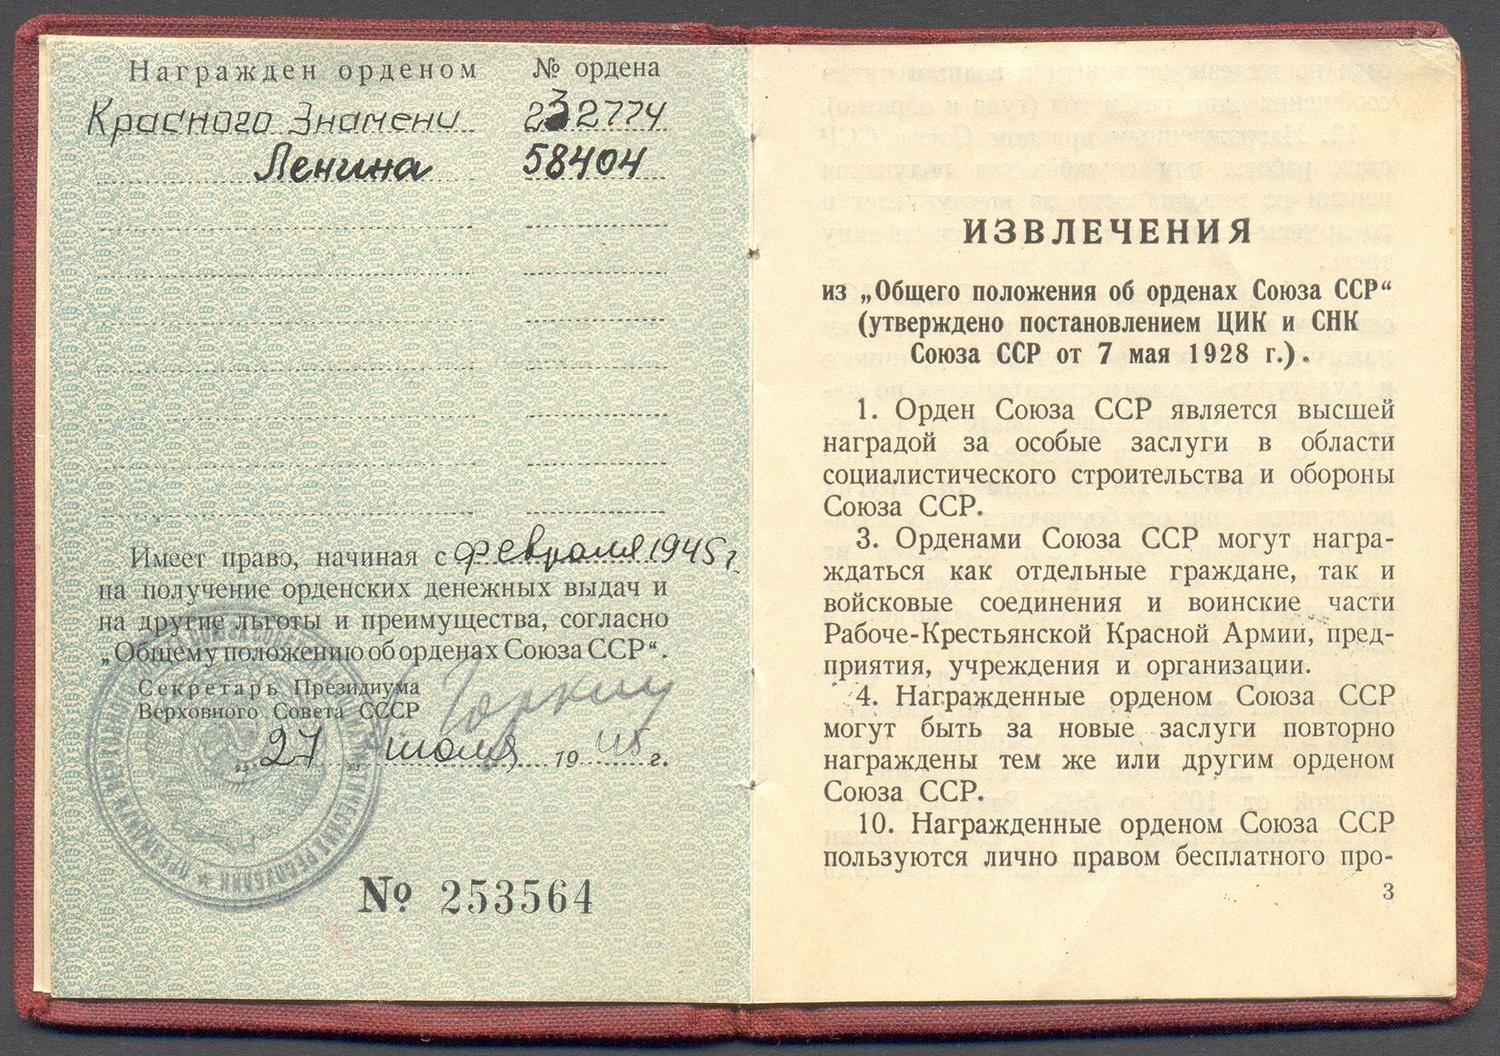 Награжден орденом № ордена
Красного Знамени 232774
Ленина 58404
Имеет право, начиная с февраля 1945 г.
на получение орденских денежных выдач и
на другие льготы и преимущества, согласно
„Общему положению об орденах Союза ССР“.
Секретарь Президиума
Верховного Совета СССР Горкин
„27 июля 1945 г.
№ 253564
ИЗВЛЕЧЕНИЯ
из „Общего положения об орденах Союза ССР“
(утверждено постановлением ЦИК и СНК
Союза ССР от 7 мая 1928 г.).
1. Орден Союза ССР является высшей
наградой за особые заслуги в области
социалистического строительства и обороны
Союза ССР.
3. Орденами Союза ССР могут награ-
ждаться как отдельные граждане, так и
войсковые соединения и воинские части
Рабоче-Крестьянской Красной Армии, пред-
приятия, учреждения и организации.
4. Награжденные орденом Союза ССР
могут быть за новые заслуги повторно
награждены тем же или другим орденом
Союза ССР.
10. Награжденные орденом Союза ССР
пользуются лично правом бесплатного про-
3